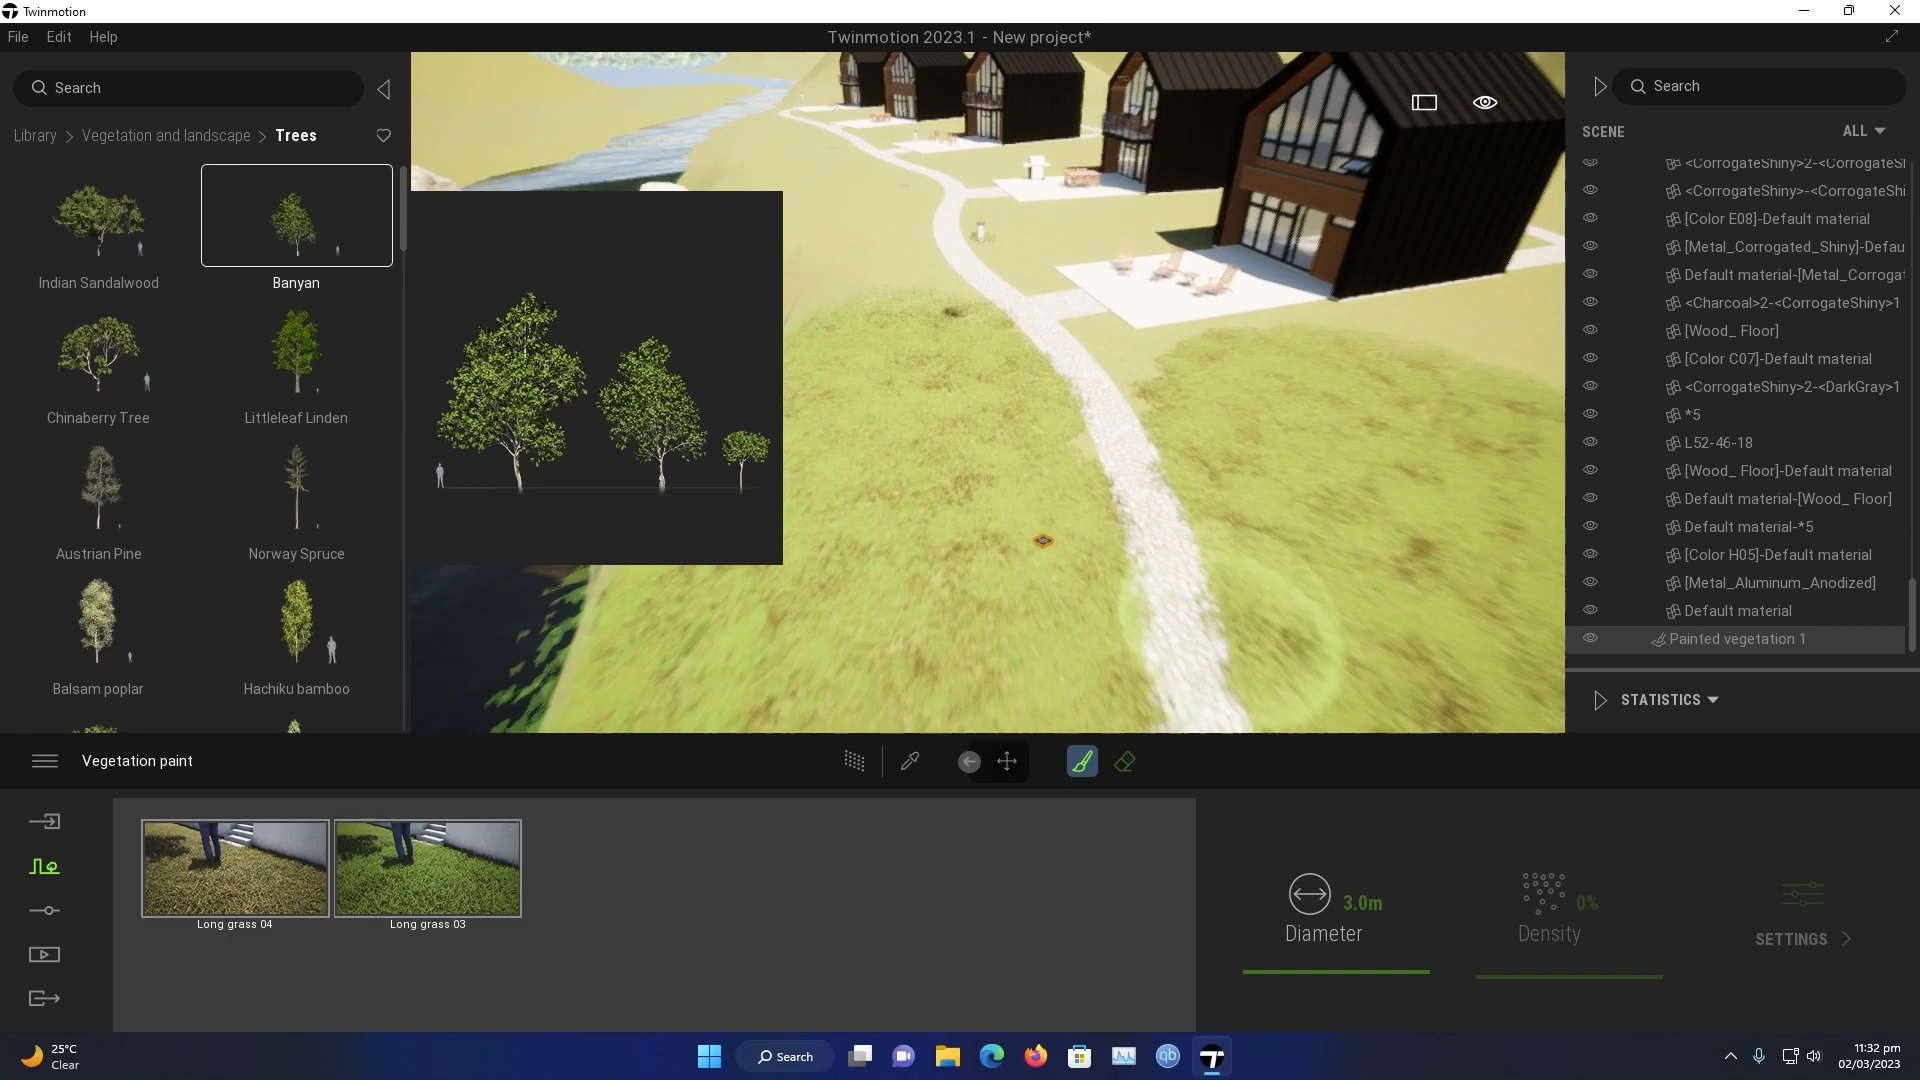 Twinmotion
File Edit Help
Twinmotion 2023.1 - New project*
Search
Library > Vegetation and landscape > Trees
Indian Sandalwood
Banyan
Chinaberry Tree
Littleleaf Linden
Austrian Pine
Norway Spruce
Balsam poplar
Hachiku bamboo
Search
SCENE
ALL
<CorrogateShiny>2-<CorrogateSl
<CorrogateShiny>-<CorrogateShi
[Color E08]-Default material
[Metal_Corrogated_Shiny]-Defau
Default material-[Metal_Corrogat
<Charcoal>2-<CorrogateShiny>1
[Wood_ Floor]
[Color C07]-Default material
<CorrogateShiny>2-<DarkGray>1
*5
L52-46-18
[Wood_ Floor]-Default material
Default material-[Wood_ Floor]
Default material-*5
[Color H05]-Default material
[Metal_Aluminum_Anodized]
Default material
Painted vegetation 1
STATISTICS
Vegetation paint
Long grass 04
Long grass 03
3.0m
Diameter
0%
Density
SETTINGS
25°C
Clear
Search
qb
11:32 pm
02/03/2023